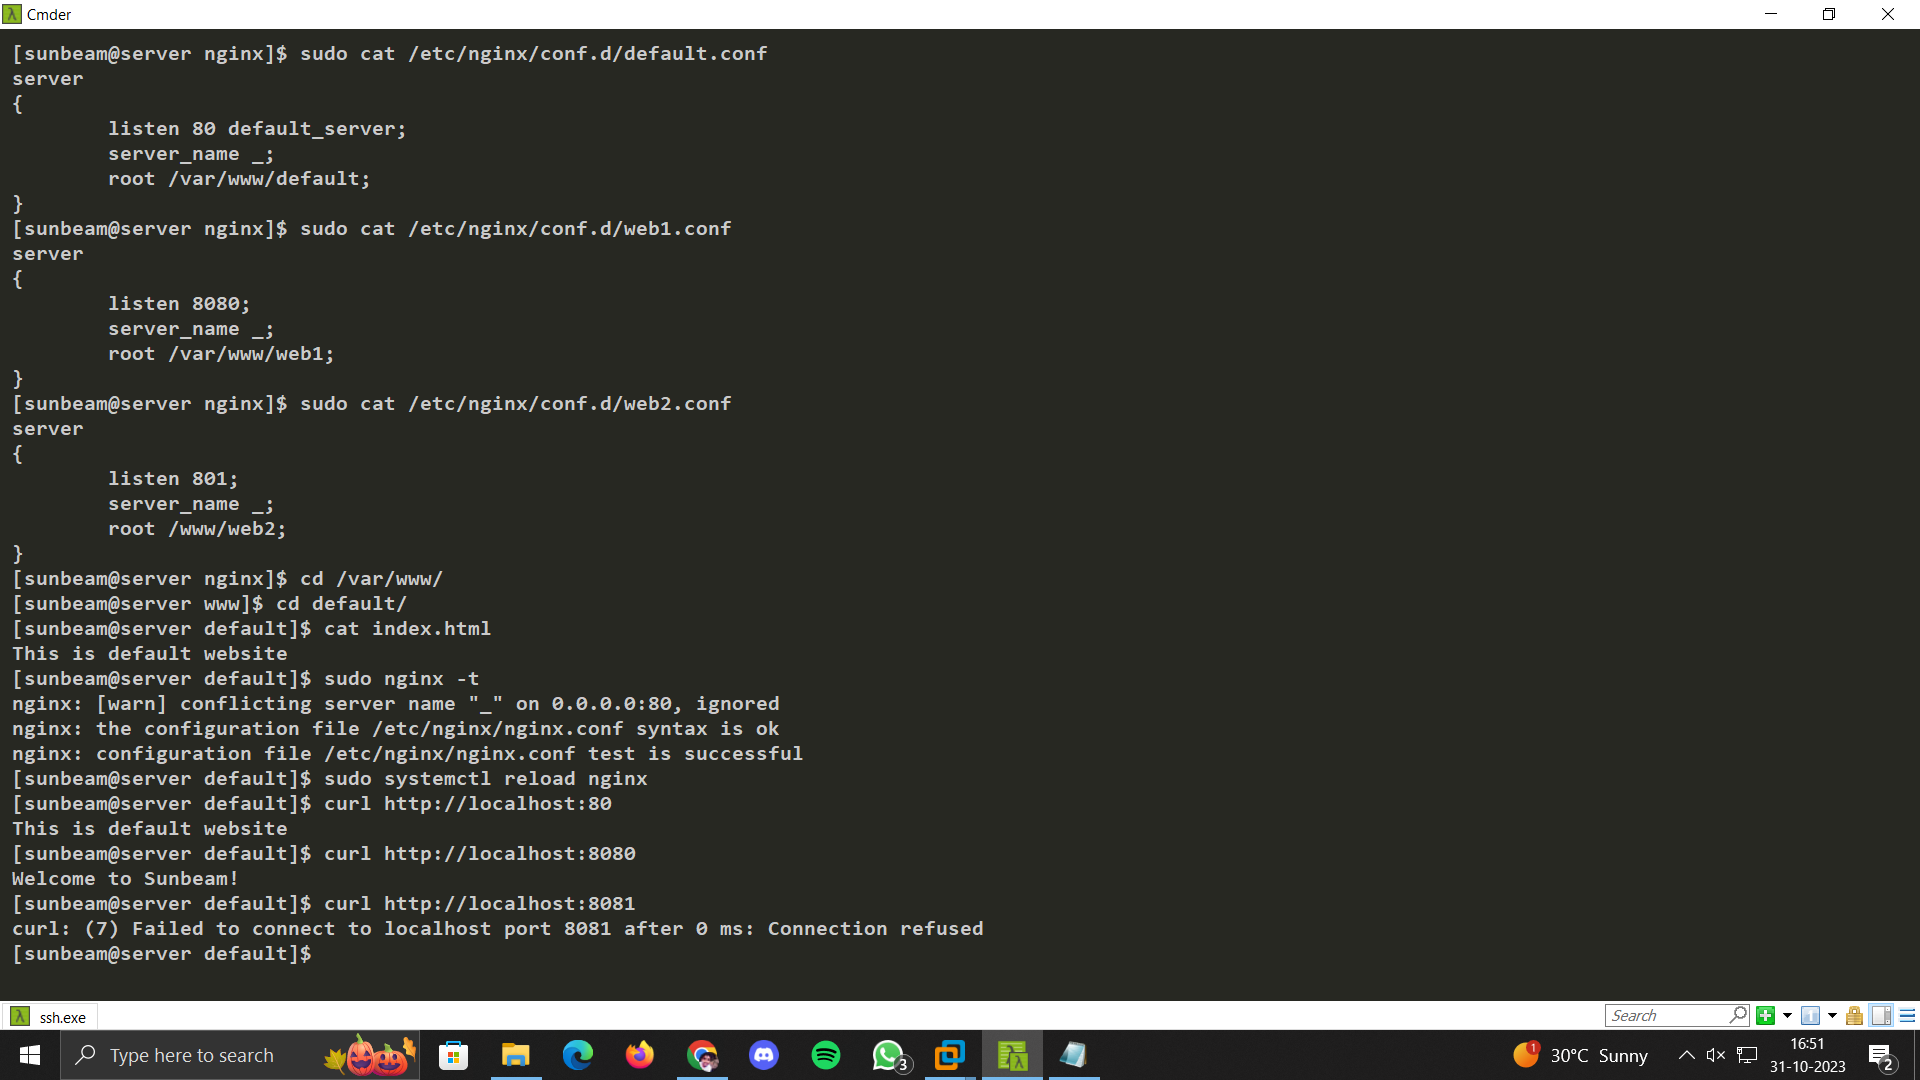 Cmder
[sunbeam@server nginx]$ sudo cat /etc/nginx/conf.d/default.conf
server
{
        listen 80 default_server;
        server_name _;
        root /var/www/default;
}
[sunbeam@server nginx]$ sudo cat /etc/nginx/conf.d/web1.conf
server
{
        listen 8080;
        server_name _;
        root /var/www/web1;
}
[sunbeam@server nginx]$ sudo cat /etc/nginx/conf.d/web2.conf
server
{
        listen 801;
        server_name _;
        root /www/web2;
}
[sunbeam@server nginx]$ cd /var/www/
[sunbeam@server www]$ cd default/
[sunbeam@server default]$ cat index.html
This is default website
[sunbeam@server default]$ sudo nginx -t
nginx: [warn] conflicting server name "_" on 0.0.0.0:80, ignored
nginx: the configuration file /etc/nginx/nginx.conf syntax is ok
nginx: configuration file /etc/nginx/nginx.conf test is successful
[sunbeam@server default]$ sudo systemctl reload nginx
[sunbeam@server default]$ curl http://localhost:80
This is default website
[sunbeam@server default]$ curl http://localhost:8080
Welcome to Sunbeam!
[sunbeam@server default]$ curl http://localhost:8081
curl: (7) Failed to connect to localhost port 8081 after 0 ms: Connection refused
[sunbeam@server default]$
ssh.exe
Search
Type here to search
3
1
30°C Sunny
16:51
31-10-2023
2